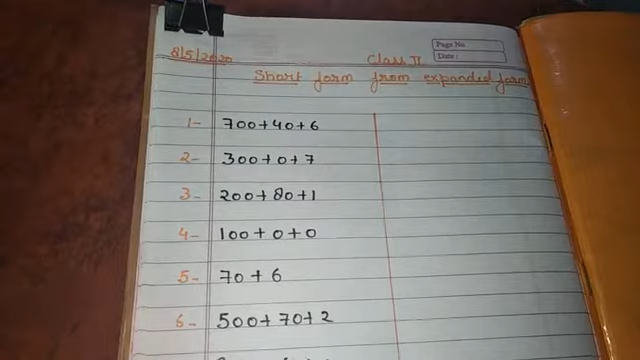 Page No
Date :
8/5/2020 Class II
Short form from expanded form
1- 700+40+6
2- 300+0+7
3- 200+80+1
4- 100+0+0
5- 70+6
6- 500+70+2